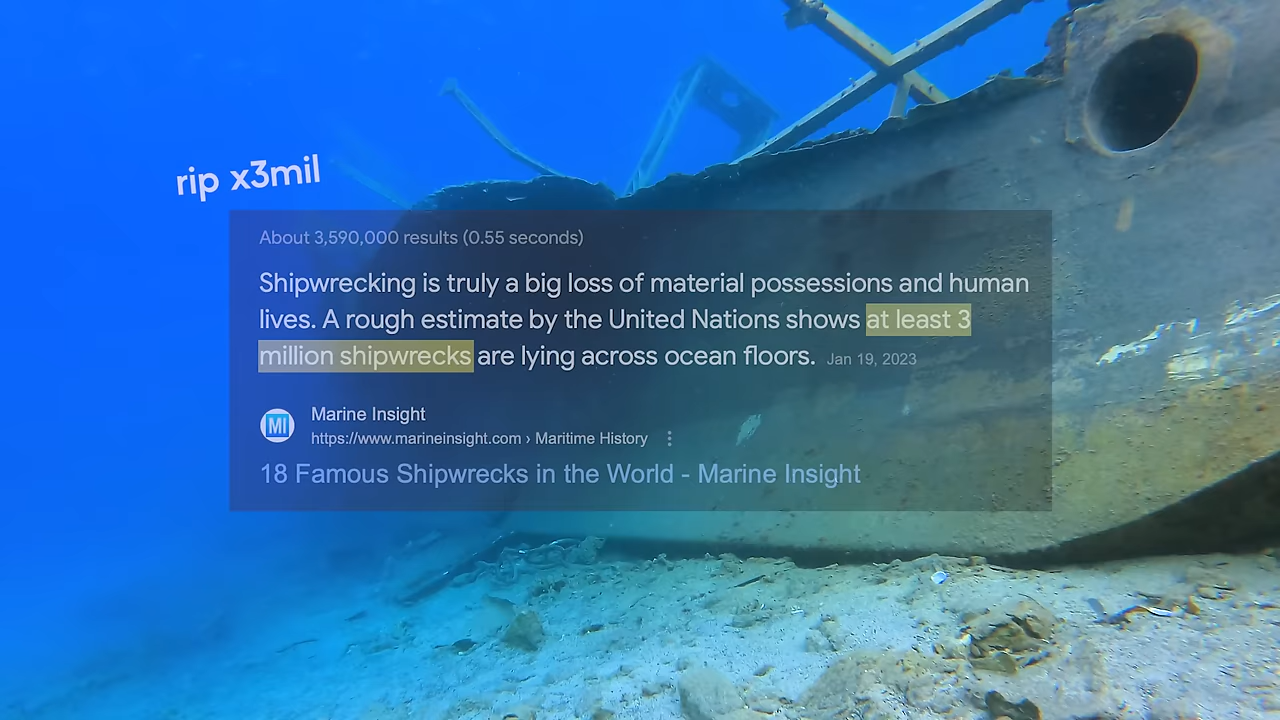 rip x3mil
About 3,590,000 results (0.55 seconds)
Shipwrecking is truly a big loss of material possessions and human
lives. A rough estimate by the United Nations shows at least 3
million shipwrecks are lying across ocean floors. Jan 19, 2023
MI
Marine Insight
https://www.marineinsight.com › Maritime History
18 Famous Shipwrecks in the World - Marine Insight